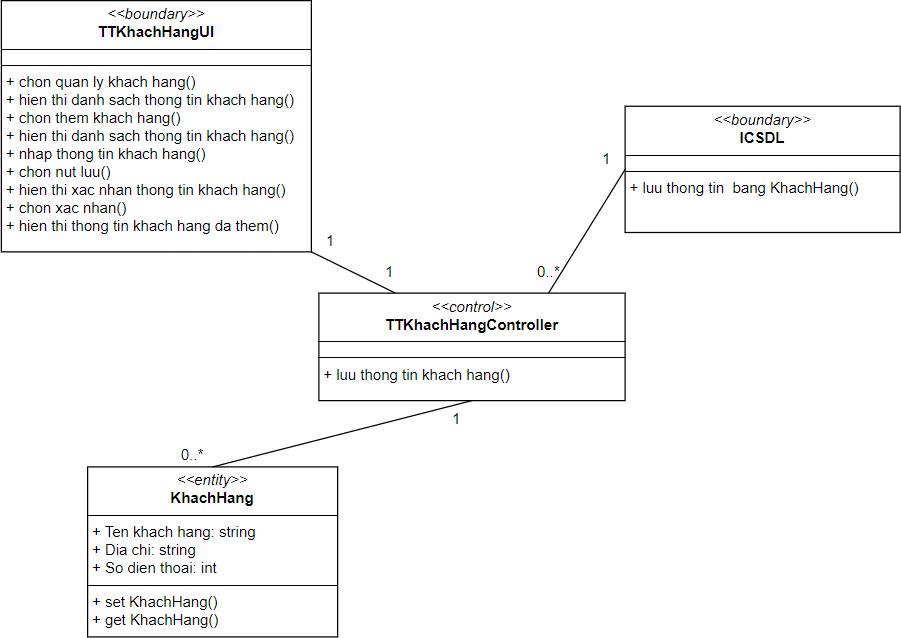 <<boundary>>
TTKhachHangUI
+ chon quan ly khach hang()
+ hien thi danh sach thong tin khach hang()
+ chon them khach hang()
+ hien thi danh sach thong tin khach hang()
+ nhap thong tin khach hang()
+ chon nut luu()
+ hien thi xac nhan thong tin khach hang()
+ chon xac nhan()
+ hien thi thong tin khach hang da them()
<<boundary>>
ICSDL
+ luu thong tin  bang KhachHang()
1
1
1
0..*
<<control>>
TTKhachHangController
+ luu thong tin khach hang()
1
0..*
<<entity>>
KhachHang
+ Ten khach hang: string
+ Dia chi: string
+ So dien thoai: int
+ set KhachHang()
+ get KhachHang()